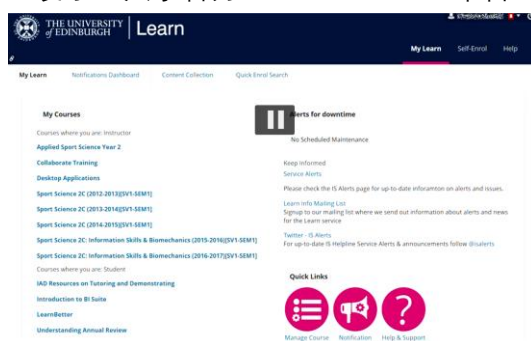 THE UNIVERSITY
of EDINBURGH
Learn
My Learn
Self-Enrol
Help
My Learn
Notifications Dashboard
Content Collection
Quick Enrol
Search
My Courses
Courses where you are: Instructor
Applied Sport Science Year 2
Collaborate Training
Desktop Applications
Sport Science 2C (2012-2013)[SV1-SEM1]
Sport Science 2C (2013-2014)[SV1-SEM1]
Sport Science 2C (2014-2015)[SV1-SEM1]
Sport Science 2C: Information Skills & Biomechanics (2015-2016)[SV1-SEM1]
Sport Science 2C: Information Skills & Biomechanics (2016-2017)[SV1-SEM1]
Courses where you are: Student
IAD Resources on Tutoring and Demonstrating
Introduction to BI Suite
LearnBetter
Understanding Annual Review
Alerts for downtime
No Scheduled Maintenance
Keep Informed
Service Alerts
Please check the IS Alerts page for up-to-date inforamton on alerts and issues.
Learn Info Mailing List
Signup to our mailing list where we send out information about alerts and news
for the Learn service
Twitter - IS Alerts
For up-to-date IS Helpline Service Alerts & announcements follow @isalerts
Quick Links
Manage Course
Notification
Help & Support